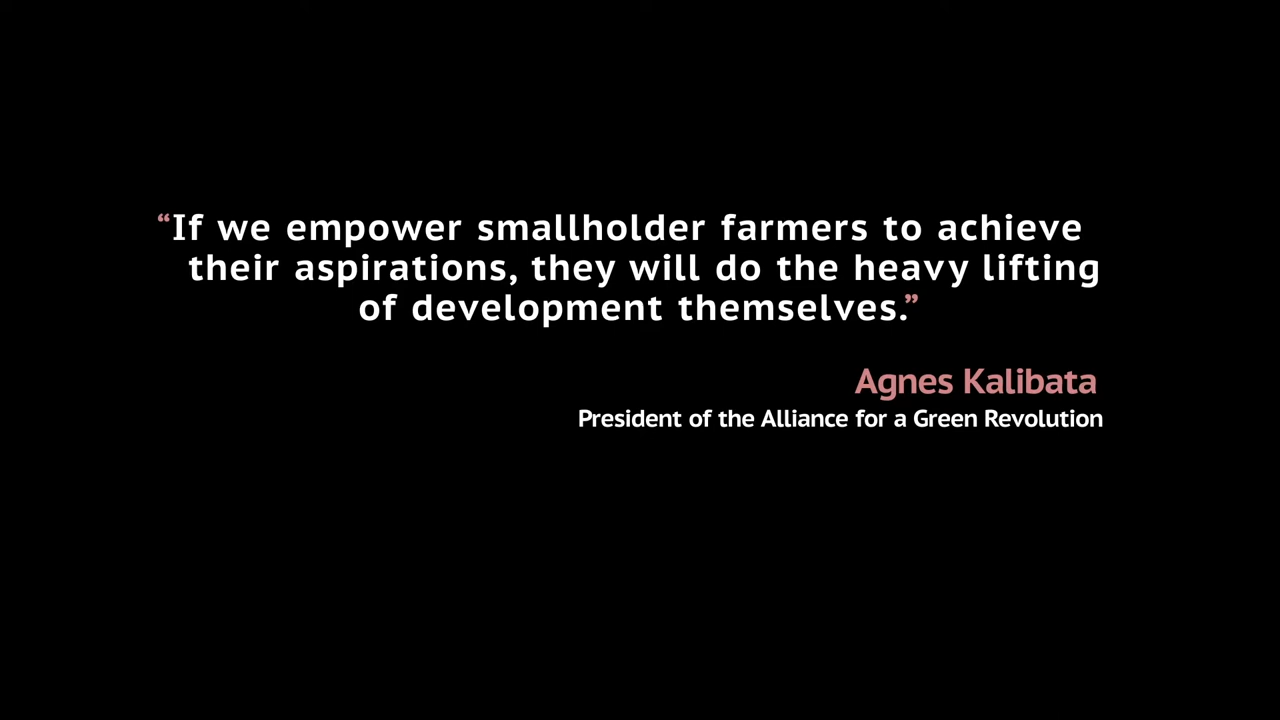 “If we empower smallholder farmers to achieve
their aspirations, they will do the heavy lifting
of development themselves.”
Agnes Kalibata
President of the Alliance for a Green Revolution